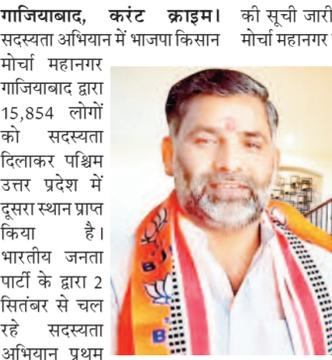 गाजियाबाद, करंट क्राइम।
सदस्यता अभियान में भाजपा किसान
मोर्चा महानगर
गाजियाबाद द्वारा
15,854 लोगों
को सदस्यता
दिलाकर पश्चिम
उत्तर प्रदेश में
दूसरा स्थान प्राप्त
किया है।
भारतीय जनता
पार्टी के द्वारा 2
सितंबर से चल
रहे सदस्यता
अभियान प्रथम
की सूची जारी
मोर्चा महानगर